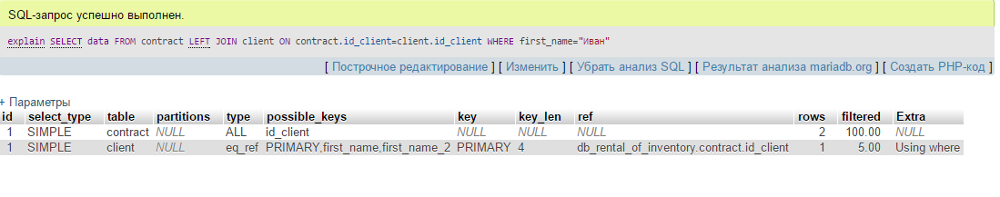 SQL-запрос успешно выполнен.
explain SELECT data FROM contract LEFT JOIN client ON contract.id_client=client.id_client WHERE first_name="Иван"
[ Построчное редактирование ] [ Изменить ] [ Убрать анализ SQL ] [ Результат анализа mariadb.org ] [ Создать PHP-код ]
+ Параметры
id select_type table partitions type possible_keys key key_len ref rows filtered Extra
1 SIMPLE contract NULL ALL id_client NULL NULL NULL 2 100.00 NULL
1 SIMPLE client NULL eq_ref PRIMARY,first_name,first_name_2 PRIMARY 4 db_rental_of_inventory.contract.id_client 1 5.00 Using where